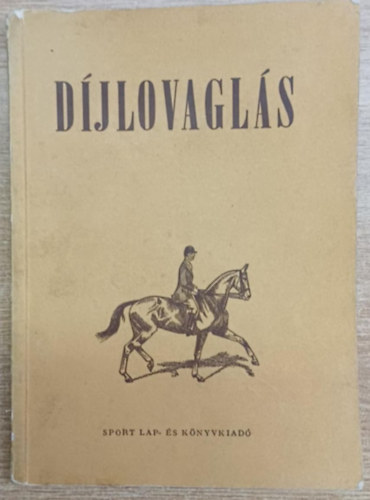 DÍJLOVAGLÁS
SPORT LAP- ÉS KÖNYVKIADÓ